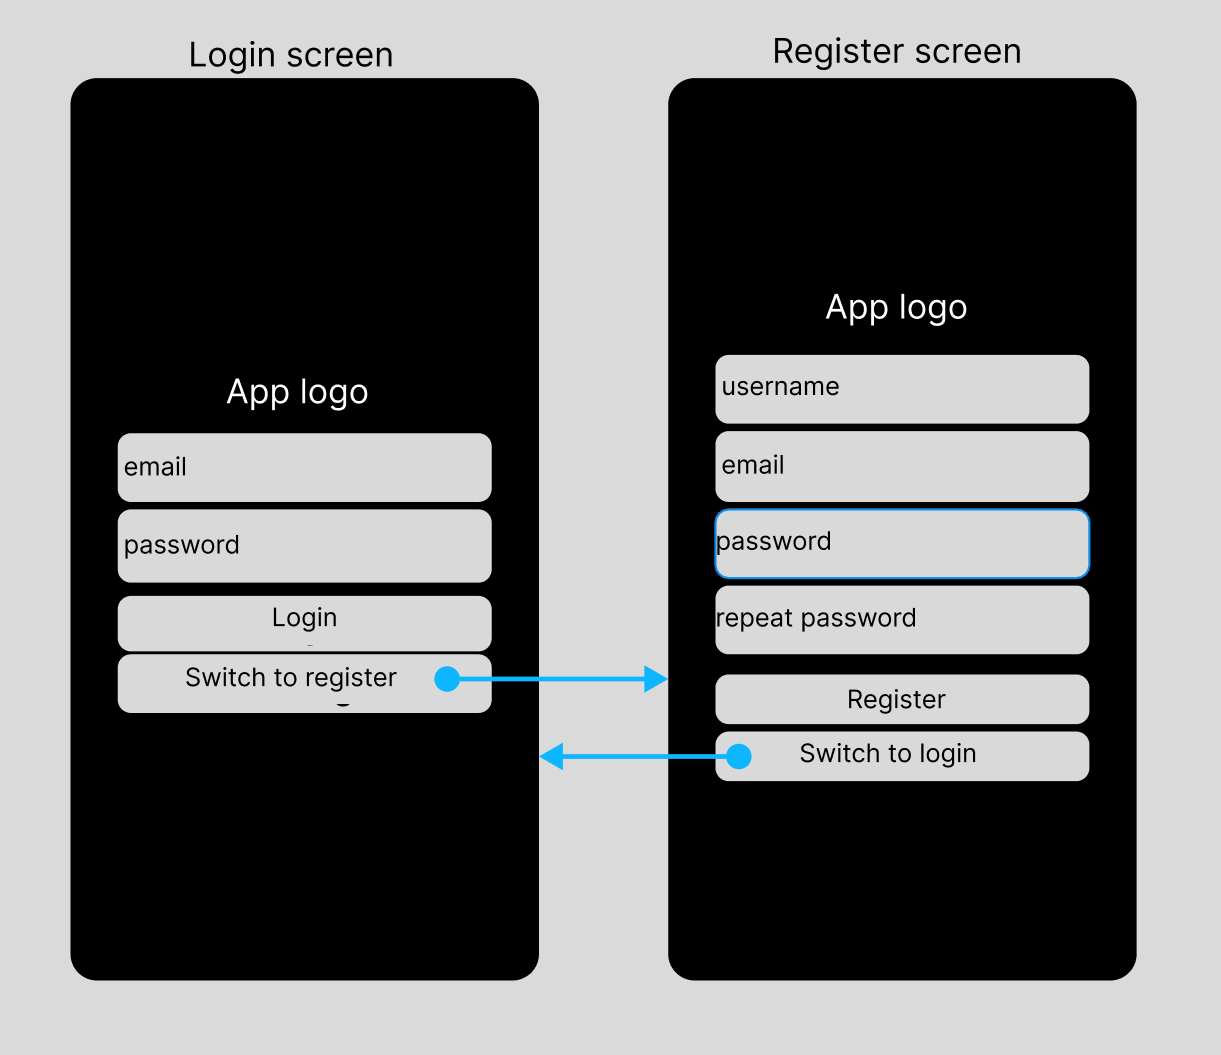 Login screen
App logo
email
password
Login
Switch to register
Register screen
App logo
username
email
password
repeat password
Register
Switch to login